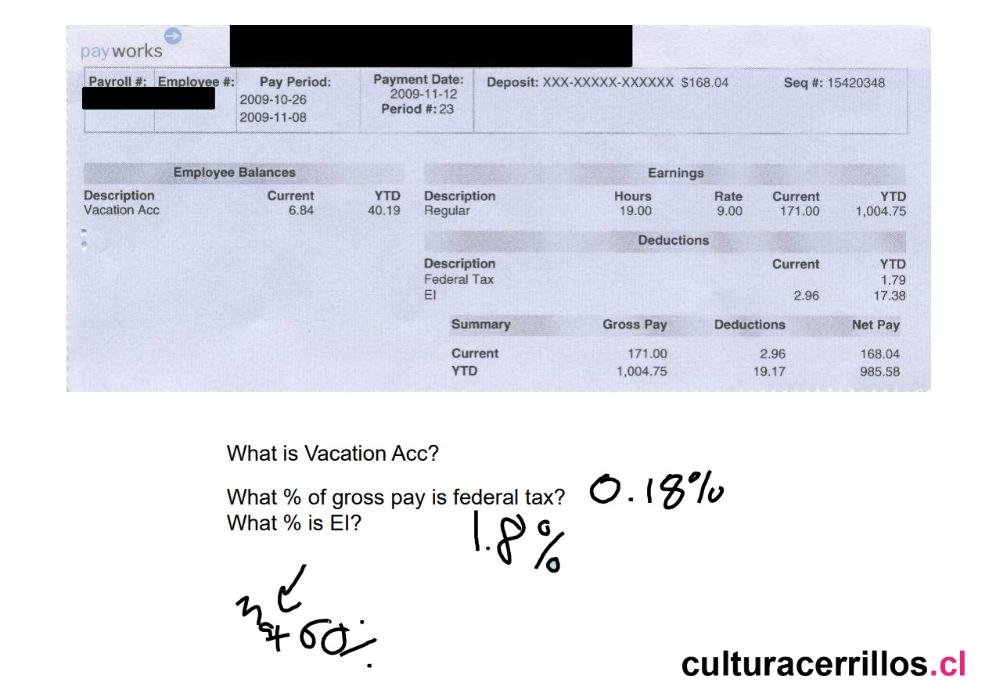 payworks
Payroll #: Employee #: Pay Period: Payment Date: Deposit: XXX-XXXXX-XXXXXX $168.04 Seq #: 15420348
2009-10-26 2009-11-12
2009-11-08 Period #: 23
Employee Balances
Description Current YTD
Vacation Acc 6.84 40.19
Earnings
Description Hours Rate Current YTD
Regular 19.00 9.00 171.00 1,004.75
Deductions
Description Current YTD
Federal Tax 1.79
EI 2.96 17.38
Summary Gross Pay Deductions Net Pay
Current 171.00 2.96 168.04
YTD 1,004.75 19.17 985.58
What is Vacation Acc?
What % of gross pay is federal tax? 0.18%
What % is EI? 1.8%
culturacerrillos.cl